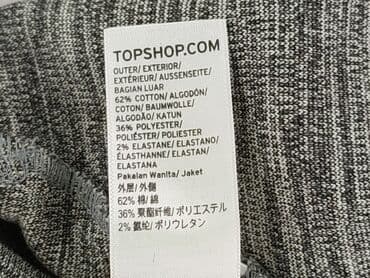 TOPSHOP.COM
OUTER/ EXTERIOR/
EXTÉRIEUR/ AUSSENSEITE/
BAGIAN LUAR
62% COTTON/ ALGODÓN/
COTON/ BAUMWOLLE/
ALGODÃO/ KATUN
36% POLYESTER/
POLIÉSTER/ POLIESTER
2% ELASTANE/ ELASTANO/
ÉLASTHANNE/ ELASTAN/
ELASTANA
Pakaian Wanita/ Jaket
外层/ 外側
62% 棉/ 綿
36% 聚酯纤维/ ポリエステル
2% 氨纶/ ポリウレタン